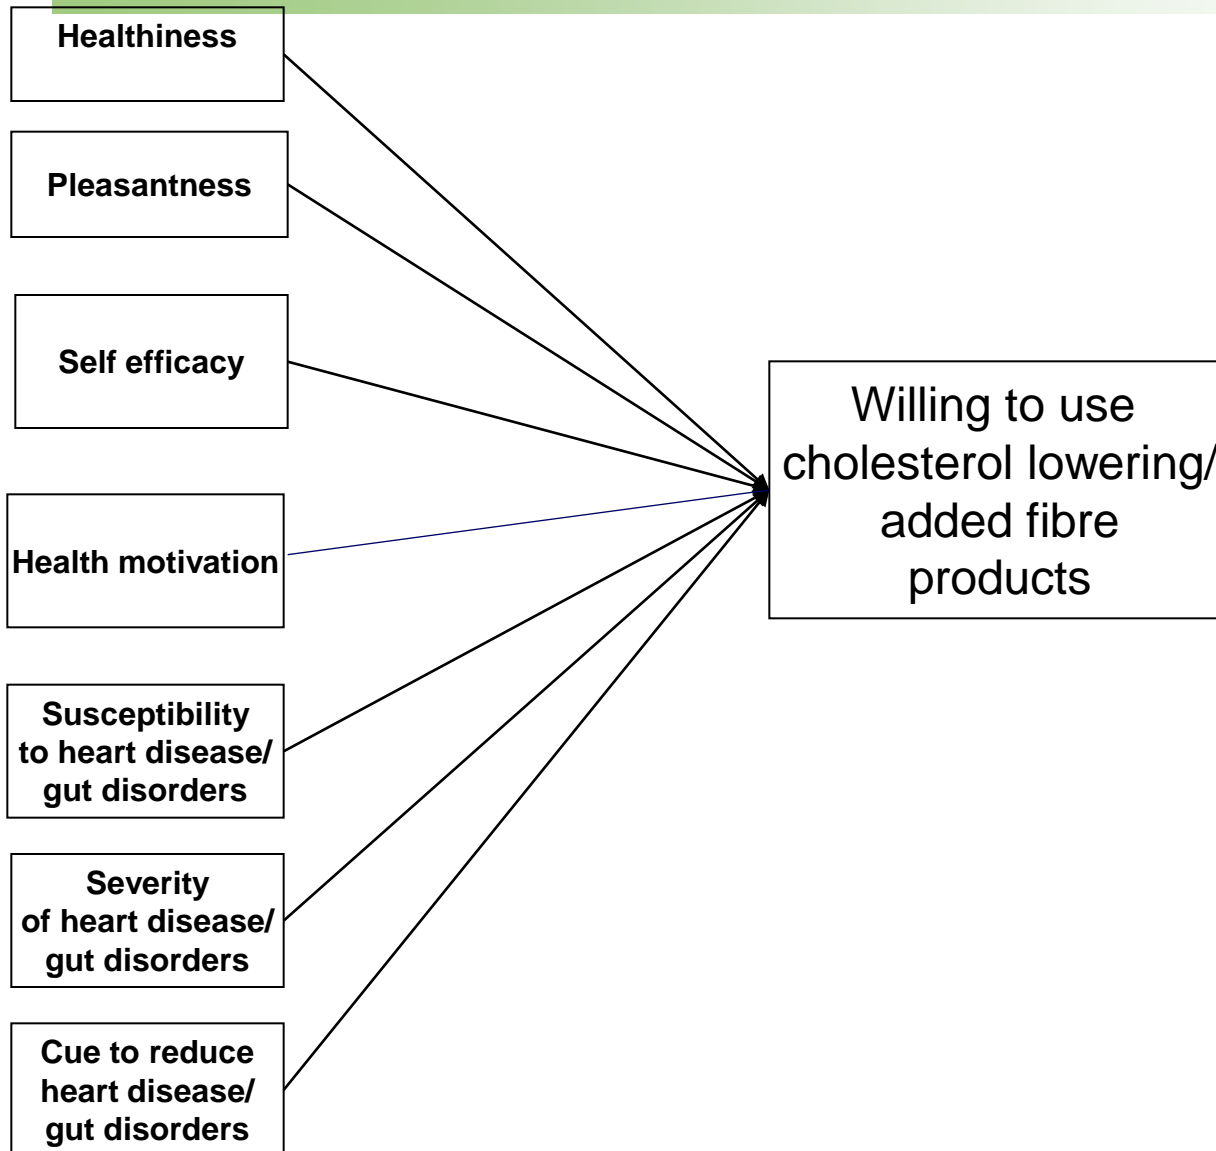 Healthiness
Pleasantness
Self efficacy
Health motivation
Susceptibility
to heart disease/
gut disorders
Severity
of heart disease/
gut disorders
Cue to reduce
heart disease/
gut disorders
Willing to use
cholesterol lowering/
added fibre
products